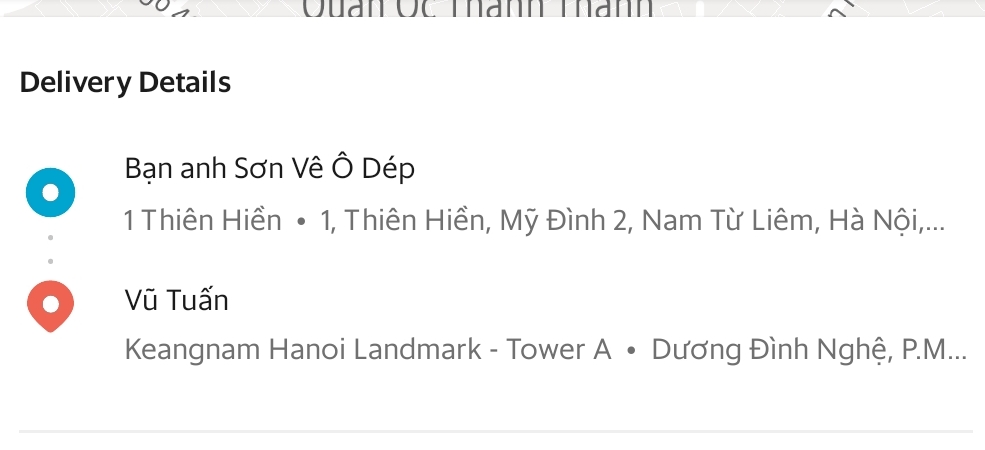 Quán Ốc Thanh Thanh
Delivery Details
Bạn anh Sơn Vê Ô Dép
1 Thiên Hiền • 1, Thiên Hiền, Mỹ Đình 2, Nam Từ Liêm, Hà Nội,...
Vũ Tuấn
Keangnam Hanoi Landmark - Tower A • Dương Đình Nghệ, P.M...